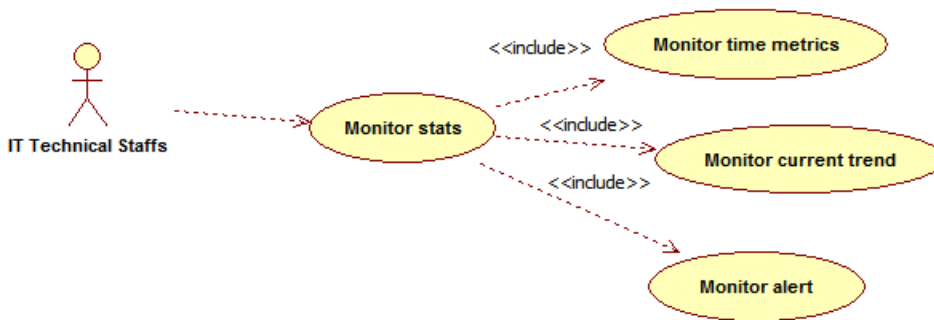 <<include>>
Monitor time metrics
IT Technical Staffs
Monitor stats
<<include>>
Monitor current trend
<<include>>
Monitor alert